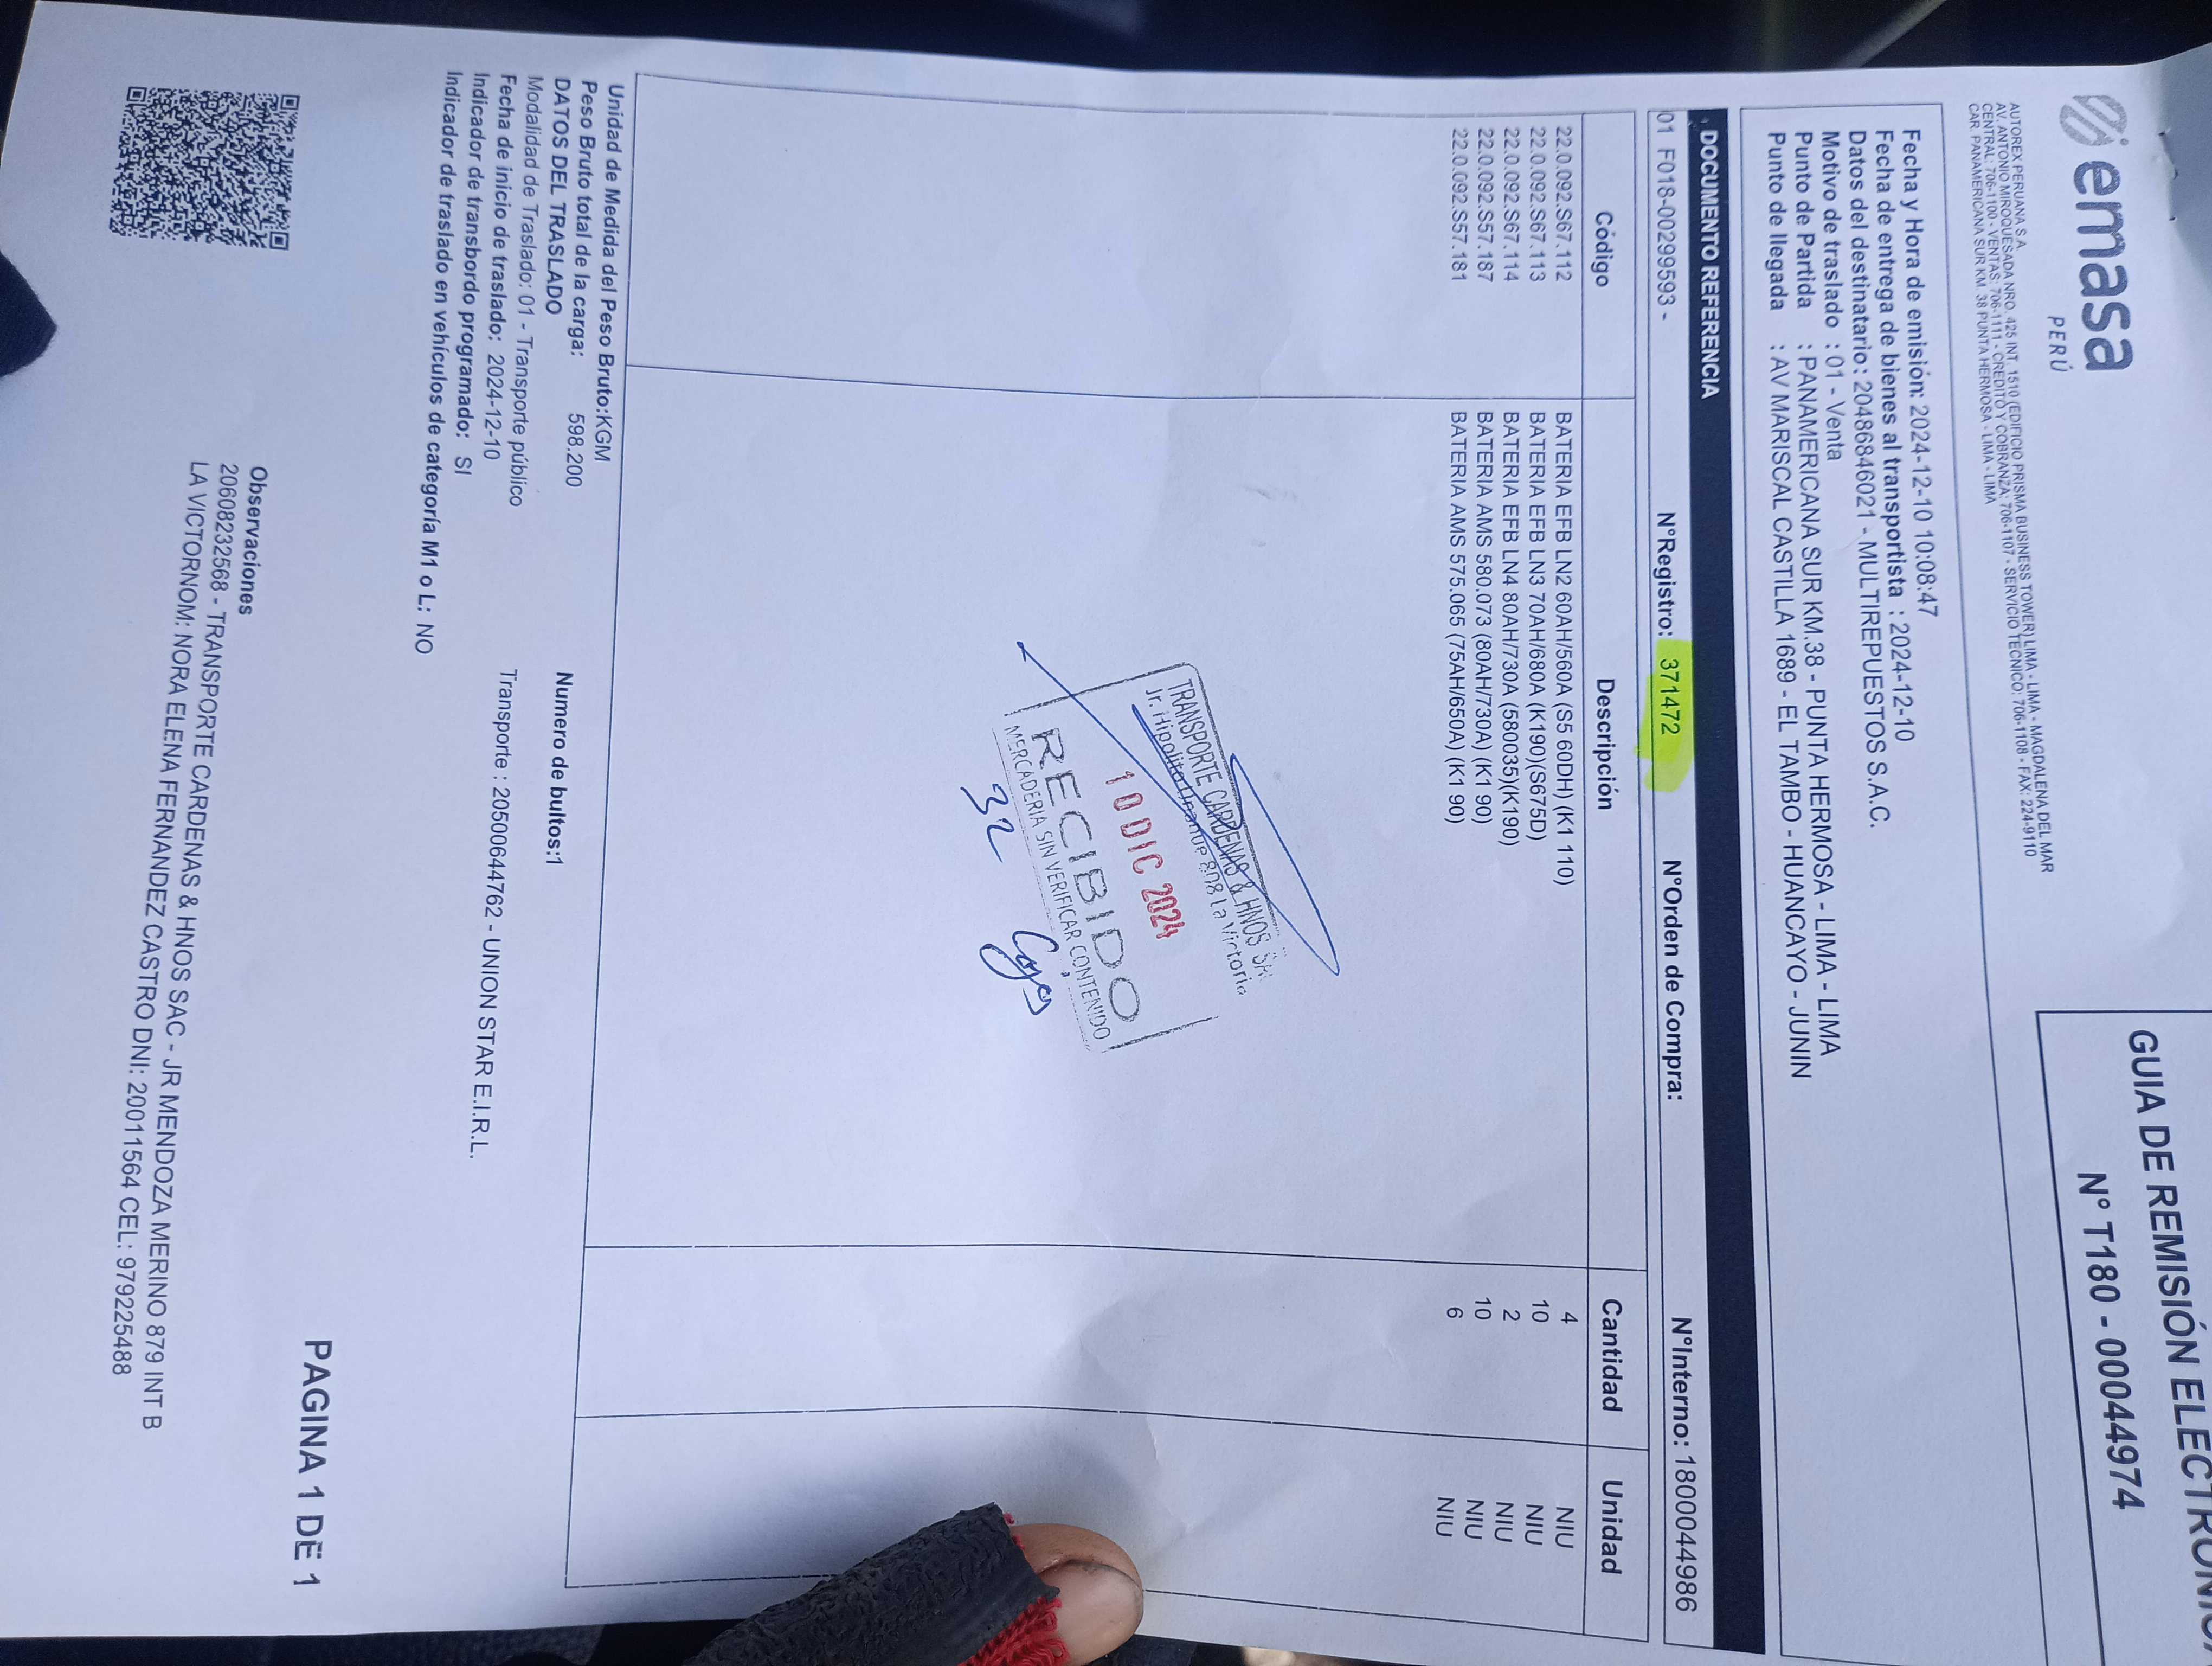 emasa
PERÚ
AUTOREX PERUANA S.A.
AV. ANTONIO MIROQUESADA NRO. 425 INT. 1510 (EDIFICIO PRISMA BUSINESS TOWER) LIMA - LIMA - MAGDALENA DEL MAR
CENTRAL: 706-1100 - VENTAS: 706-1111 - CREDITO Y COBRANZA: 706-1107 - SERVICIO TECNICO: 706-1108 - FAX: 224-9110
CAR. PANAMERICANA SUR KM. 38 PUNTA HERMOSA - LIMA - LIMA
GUIA DE REMISIÓN ELECTRÓNICA
N° T180 - 00044974
Fecha y Hora de emisión: 2024-12-10 10:08:47
Fecha de entrega de bienes al transportista : 2024-12-10
Datos del destinatario : 20486846021 - MULTIREPUESTOS S.A.C.
Motivo de traslado : 01 - Venta
Punto de Partida : PANAMERICANA SUR KM.38 - PUNTA HERMOSA - LIMA - LIMA
Punto de llegada : AV MARISCAL CASTILLA 1689 - EL TAMBO - HUANCAYO - JUNIN
DOCUMENTO REFERENCIA
01 F018-00299593 - N°Registro: 371472 N°Orden de Compra: N°Interno: 1800044986
Código Descripción Cantidad Unidad
22.0.092.S67.112 BATERIA EFB LN2 60AH/560A (S5 60DH) (K1 110) 4 NIU
22.0.092.S67.113 BATERIA EFB LN3 70AH/680A (K190)(S675D) 10 NIU
22.0.092.S67.114 BATERIA EFB LN4 80AH/730A (580035)(K190) 2 NIU
22.0.092.S57.187 BATERIA AMS 580.073 (80AH/730A) (K1 90) 10 NIU
22.0.092.S57.181 BATERIA AMS 575.065 (75AH/650A) (K1 90) 6 NIU
TRANSPORTE CARDENAS & HNOS SAC
Jr. Hipolito Unanue 808 La Victoria
10 DIC 2024
RECIBIDO
MERCADERIA SIN VERIFICAR CONTENIDO
32 Cajas
Unidad de Medida del Peso Bruto:KGM
Peso Bruto total de la carga: 598.200
DATOS DEL TRASLADO Numero de bultos:1
Modalidad de Traslado: 01 - Transporte público
Fecha de inicio de traslado: 2024-12-10 Transporte : 20500644762 - UNION STAR E.I.R.L.
Indicador de transbordo programado: SI
Indicador de traslado en vehículos de categoría M1 o L: NO
Observaciones
20608232568 - TRANSPORTE CARDENAS & HNOS SAC - JR MENDOZA MERINO 879 INT B
LA VICTORNOM: NORA ELENA FERNANDEZ CASTRO DNI: 20011564 CEL: 979225488
PAGINA 1 DE 1